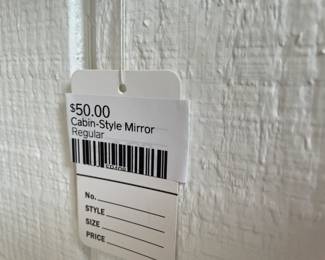 $50.00
Cabin-Style Mirror
Regular
No.
STYLE
SIZE
PRICE